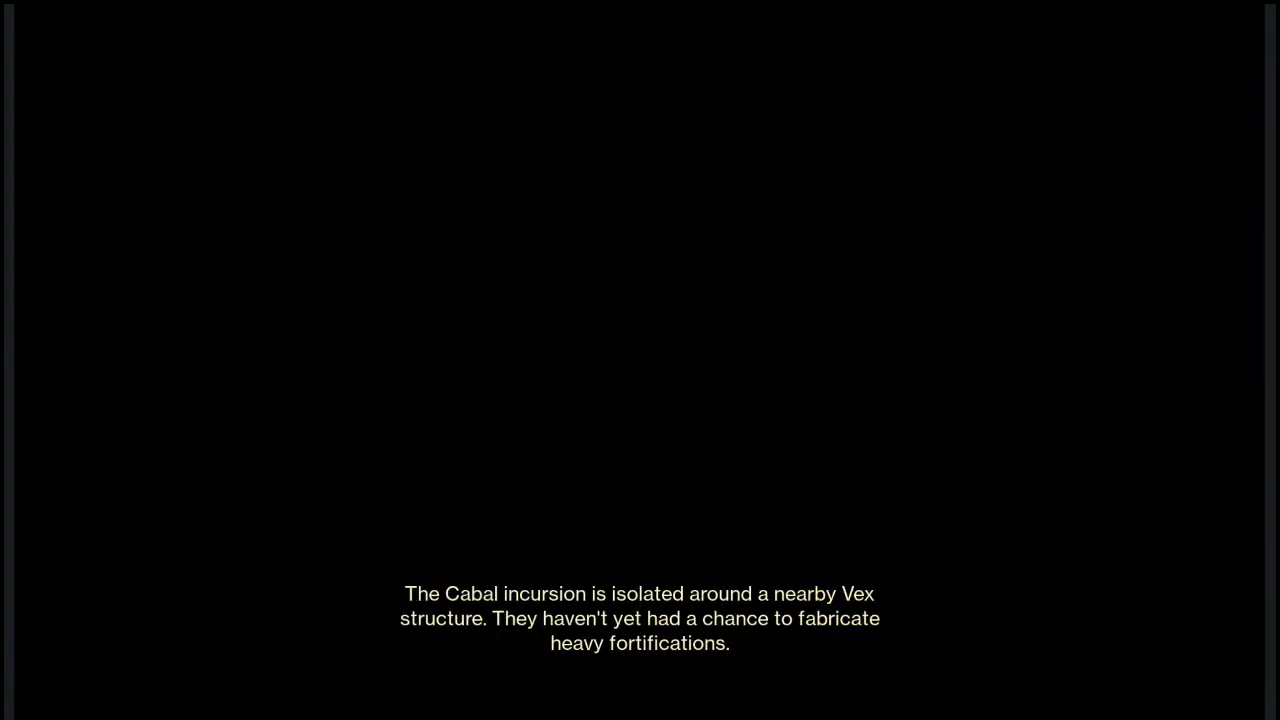 The Cabal incursion is isolated around a nearby Vex
structure. They haven't yet had a chance to fabricate
heavy fortifications.